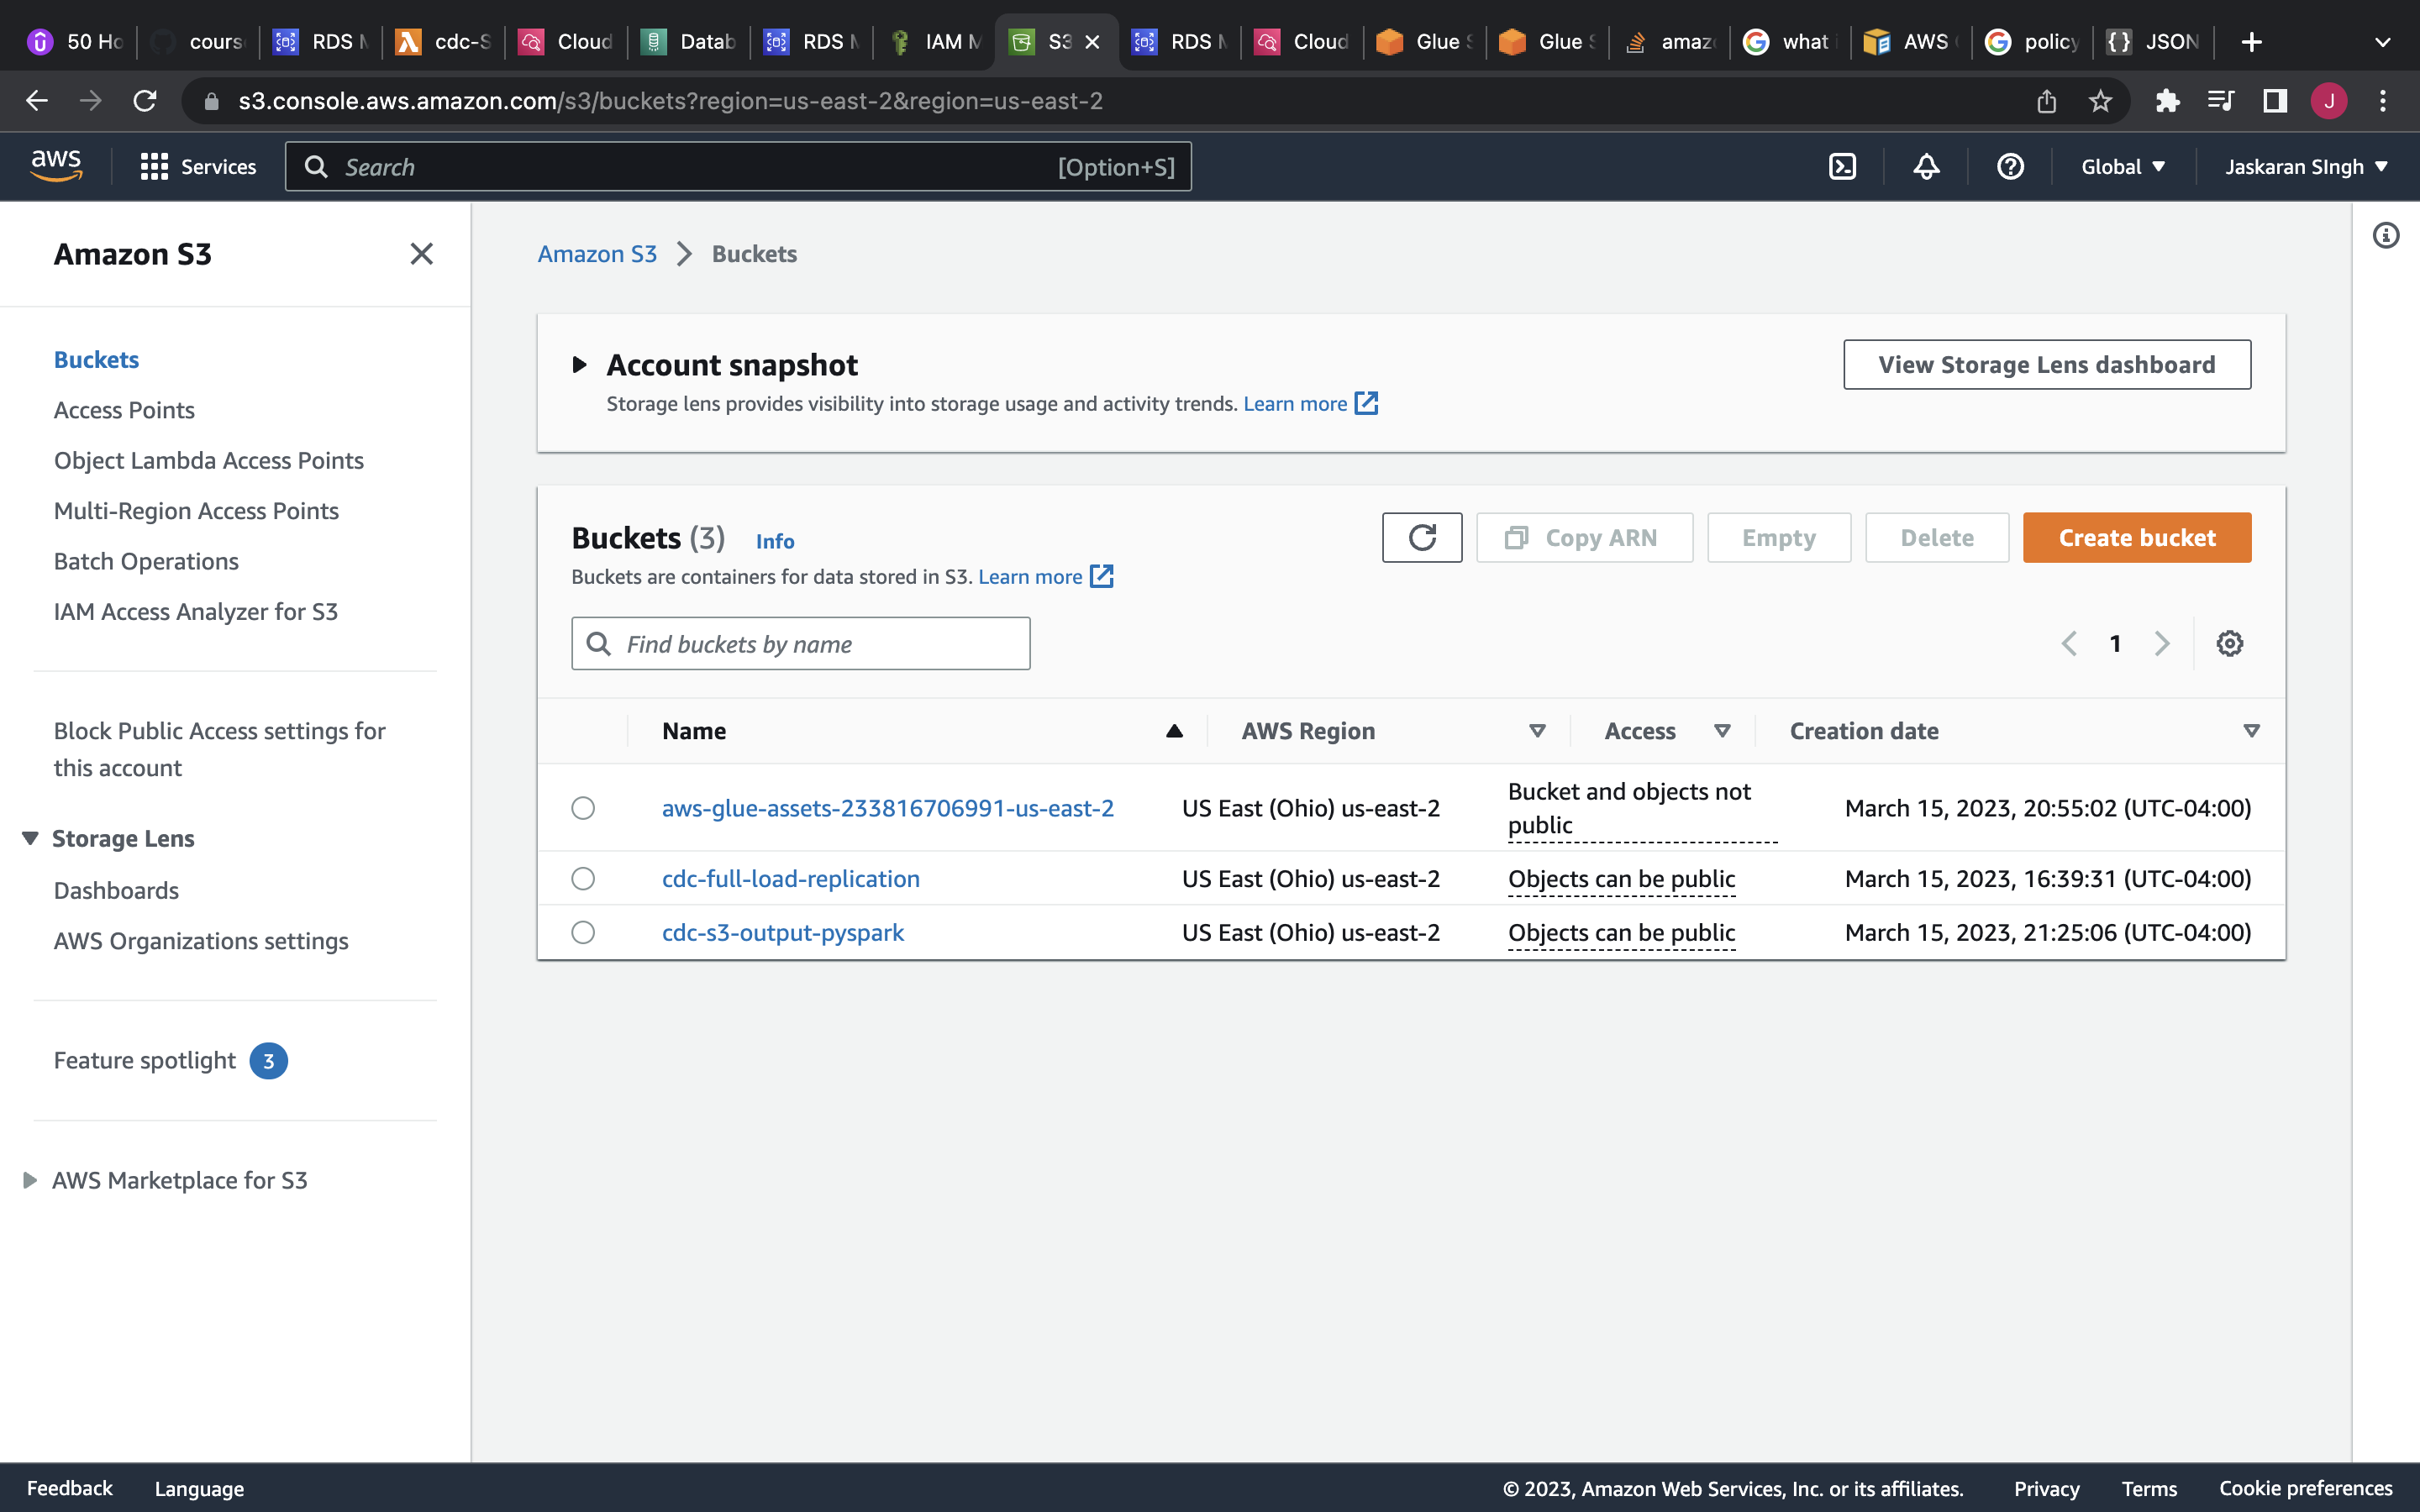 50 Ho
cours
RDS M
cdc-S
Cloud
Datab
RDS M
IAM M
S3
RDS M
Cloud
Glue S
Glue S
amaz
what i
AWS
policy
JSON
s3.console.aws.amazon.com/s3/buckets?region=us-east-2&region=us-east-2
J
aws
Services
Search
[Option+S]
Global
Jaskaran SIngh
Amazon S3
Buckets
Access Points
Object Lambda Access Points
Multi-Region Access Points
Batch Operations
IAM Access Analyzer for S3
Block Public Access settings for
this account
Storage Lens
Dashboards
AWS Organizations settings
Feature spotlight 3
AWS Marketplace for S3
Amazon S3 > Buckets
Account snapshot
Storage lens provides visibility into storage usage and activity trends. Learn more
View Storage Lens dashboard
Buckets (3) Info
Buckets are containers for data stored in S3. Learn more
Copy ARN
Empty
Delete
Create bucket
Find buckets by name
1
Name AWS Region Access Creation date
aws-glue-assets-233816706991-us-east-2 US East (Ohio) us-east-2 Bucket and objects not public March 15, 2023, 20:55:02 (UTC-04:00)
cdc-full-load-replication US East (Ohio) us-east-2 Objects can be public March 15, 2023, 16:39:31 (UTC-04:00)
cdc-s3-output-pyspark US East (Ohio) us-east-2 Objects can be public March 15, 2023, 21:25:06 (UTC-04:00)
Feedback
Language
© 2023, Amazon Web Services, Inc. or its affiliates.
Privacy
Terms
Cookie preferences